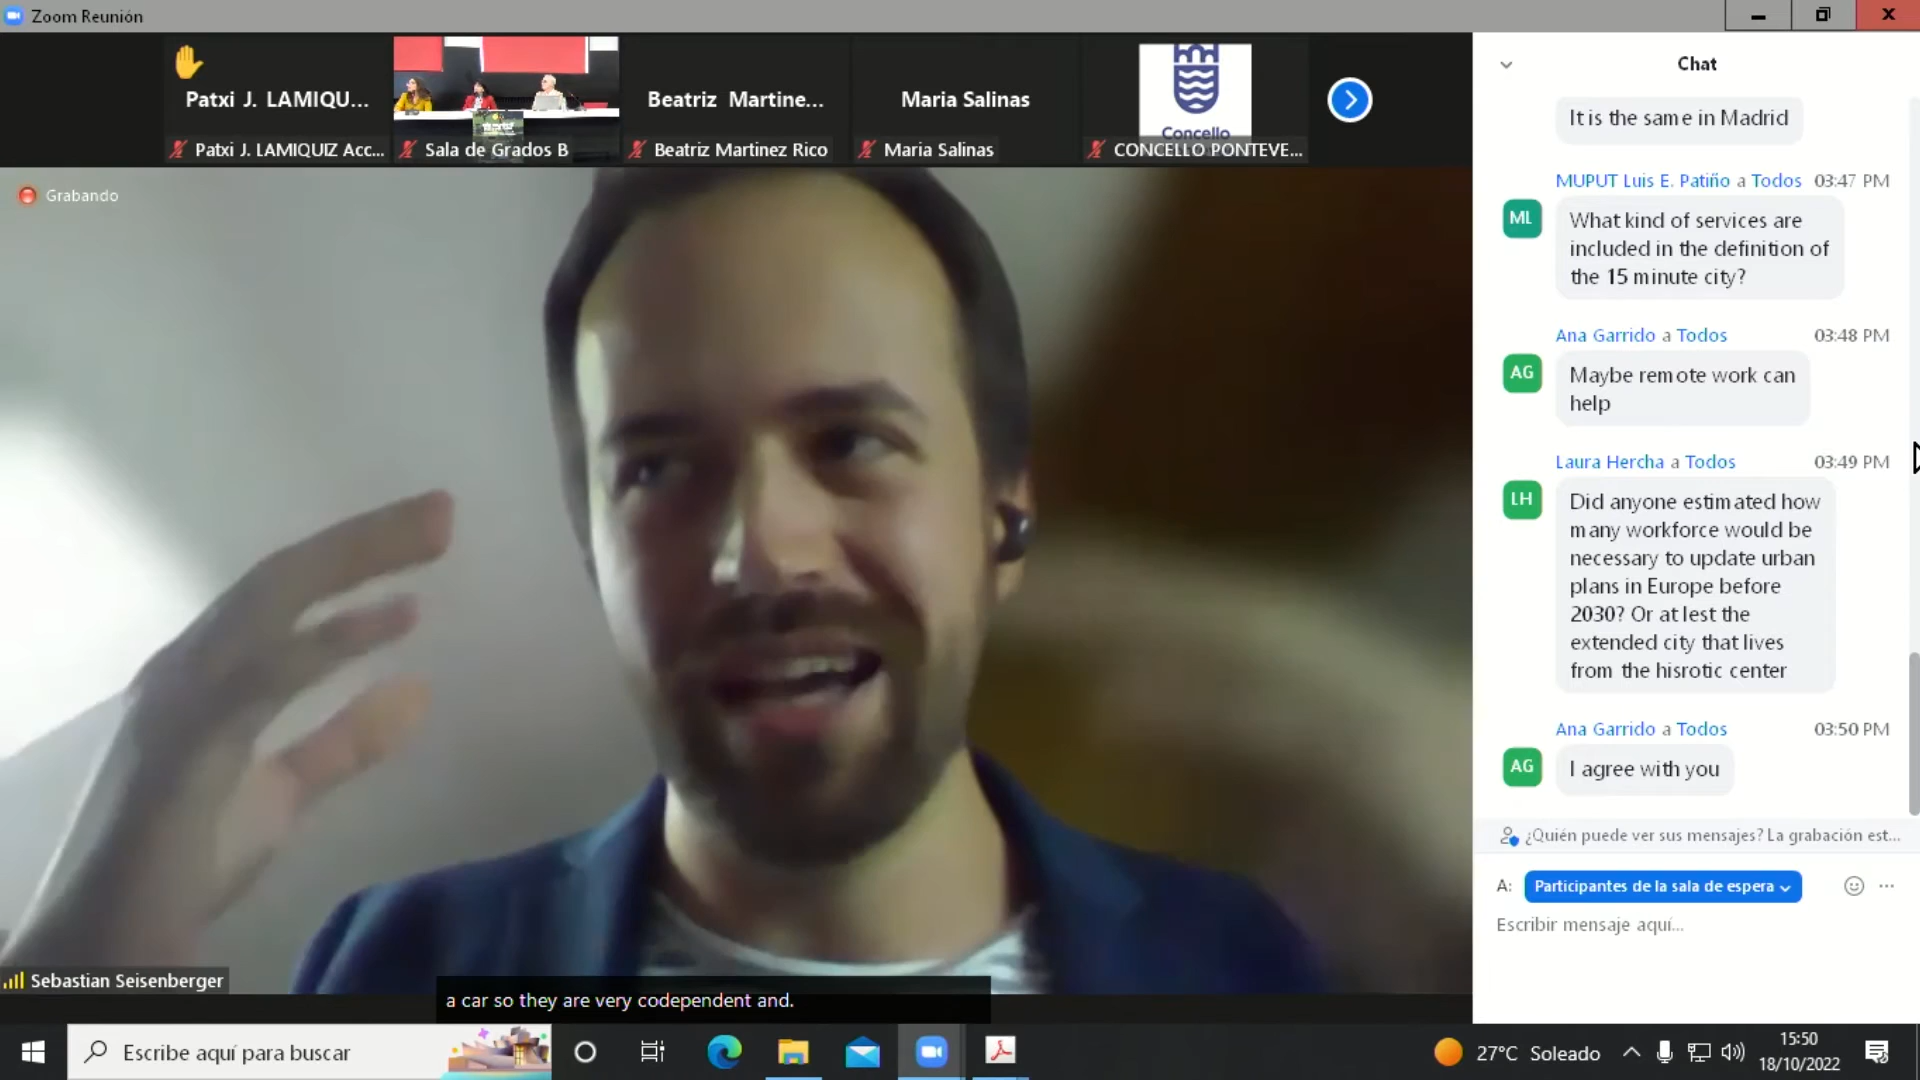 Zoom Reunión
Patxi J. LAMIQU...
Patxi J. LAMIQUIZ Acc...
Sala de Grados B
Beatriz Martine...
Beatriz Martinez Rico
Maria Salinas
Maria Salinas
Concello
CONCELLO PONTEVE...
Grabando
Sebastian Seisenberger
a car so they are very codependent and.
Chat
It is the same in Madrid
MUPUT Luis E. Patiño a Todos 03:47 PM
ML
What kind of services are
included in the definition of
the 15 minute city?
Ana Garrido a Todos 03:48 PM
AG
Maybe remote work can
help
Laura Hercha a Todos 03:49 PM
LH
Did anyone estimated how
many workforce would be
necessary to update urban
plans in Europe before
2030? Or at lest the
extended city that lives
from the hisrotic center
Ana Garrido a Todos 03:50 PM
AG
I agree with you
¿Quién puede ver sus mensajes? La grabación est...
A: Participantes de la sala de espera
Escribir mensaje aquí...
Escribe aquí para buscar
27°C Soleado
15:50
18/10/2022